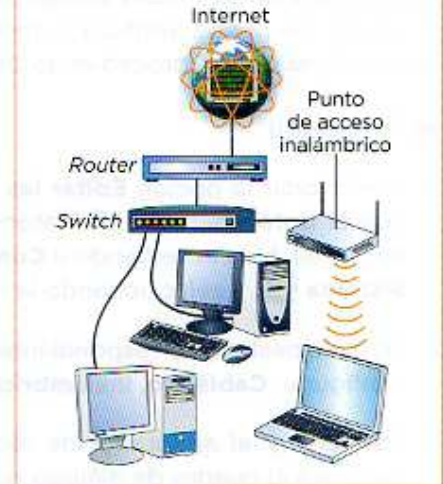 Internet
Punto
de acceso
inalámbrico
Router
Switch